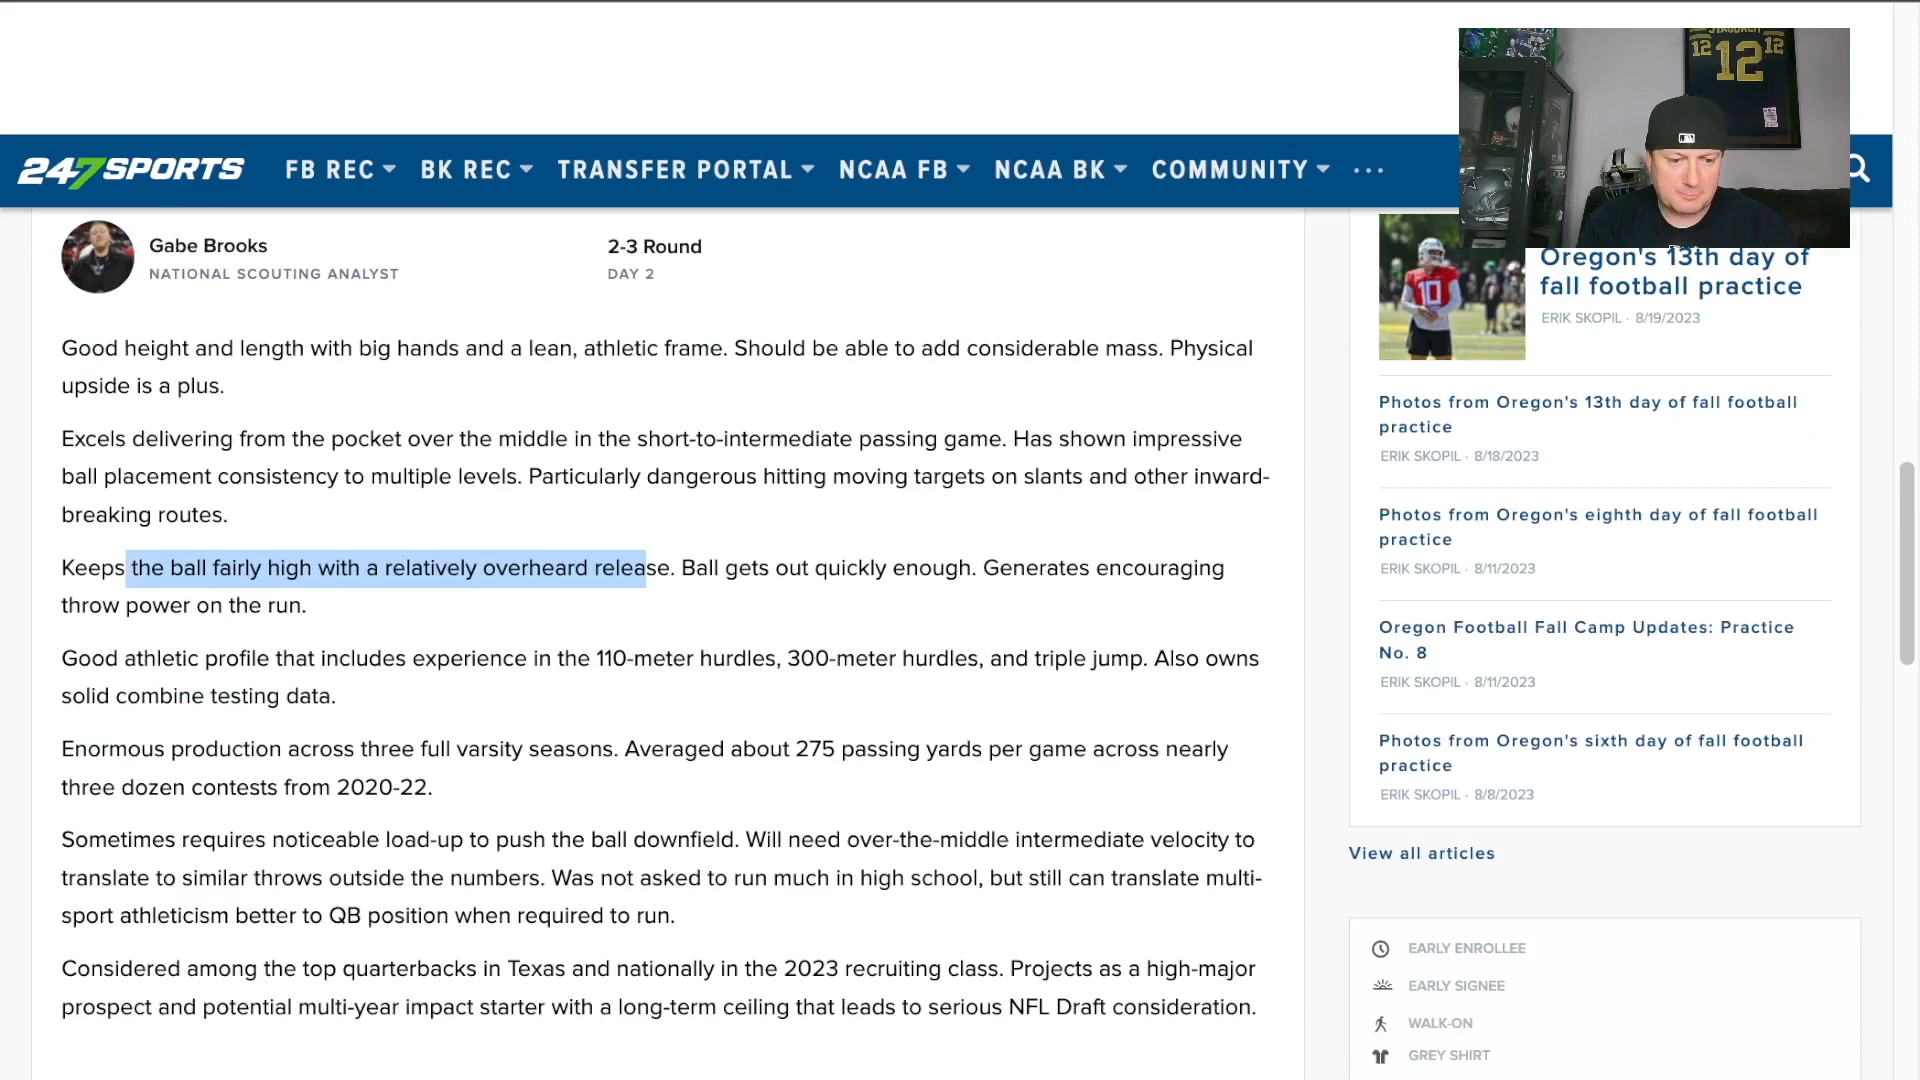 247SPORTS FB REC BK REC TRANSFER PORTAL NCAA FB NCAA BK COMMUNITY ...
12 12 12
Gabe Brooks
NATIONAL SCOUTING ANALYST
2-3 Round
DAY 2
Good height and length with big hands and a lean, athletic frame. Should be able to add considerable mass. Physical
upside is a plus.
Excels delivering from the pocket over the middle in the short-to-intermediate passing game. Has shown impressive
ball placement consistency to multiple levels. Particularly dangerous hitting moving targets on slants and other inward-
breaking routes.
Keeps the ball fairly high with a relatively overheard release. Ball gets out quickly enough. Generates encouraging
throw power on the run.
Good athletic profile that includes experience in the 110-meter hurdles, 300-meter hurdles, and triple jump. Also owns
solid combine testing data.
Enormous production across three full varsity seasons. Averaged about 275 passing yards per game across nearly
three dozen contests from 2020-22.
Sometimes requires noticeable load-up to push the ball downfield. Will need over-the-middle intermediate velocity to
translate to similar throws outside the numbers. Was not asked to run much in high school, but still can translate multi-
sport athleticism better to QB position when required to run.
Considered among the top quarterbacks in Texas and nationally in the 2023 recruiting class. Projects as a high-major
prospect and potential multi-year impact starter with a long-term ceiling that leads to serious NFL Draft consideration.
10
Oregon's 13th day of
fall football practice
ERIK SKOPIL · 8/19/2023
Photos from Oregon's 13th day of fall football
practice
ERIK SKOPIL · 8/18/2023
Photos from Oregon's eighth day of fall football
practice
ERIK SKOPIL · 8/11/2023
Oregon Football Fall Camp Updates: Practice
No. 8
ERIK SKOPIL · 8/11/2023
Photos from Oregon's sixth day of fall football
practice
ERIK SKOPIL · 8/8/2023
View all articles
EARLY ENROLLEE
EARLY SIGNEE
WALK-ON
GREY SHIRT